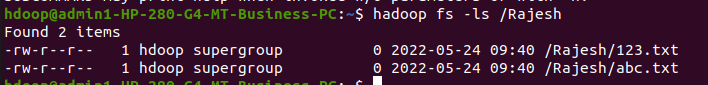 hdoop@admin1-HP-280-G4-MT-Business-PC:~$ hadoop fs -ls /Rajesh
Found 2 items
-rw-r--r--   1 hdoop supergroup          0 2022-05-24 09:40 /Rajesh/123.txt
-rw-r--r--   1 hdoop supergroup          0 2022-05-24 09:40 /Rajesh/abc.txt
hdoop@admin1-HP-280-G4-MT-Business-PC:~$